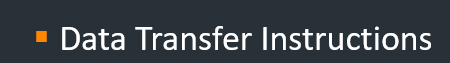 ▪ Data Transfer Instructions